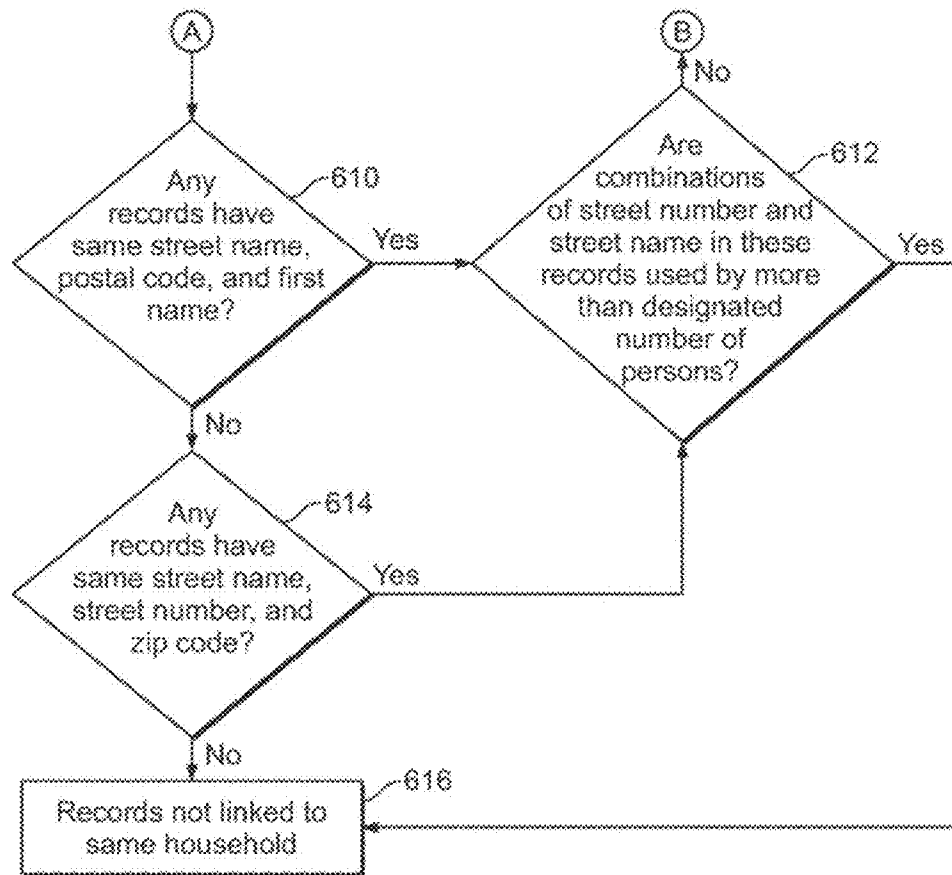 A
B
No
610
Any
records have
same street name,
postal code, and first
name?
Yes
612
Are
combinations
of street number and
street name in these
records used by more
than designated
number of
persons?
Yes
No
614
Any
records have
same street name,
street number, and
zip code?
Yes
No
616
Records not linked to
same household